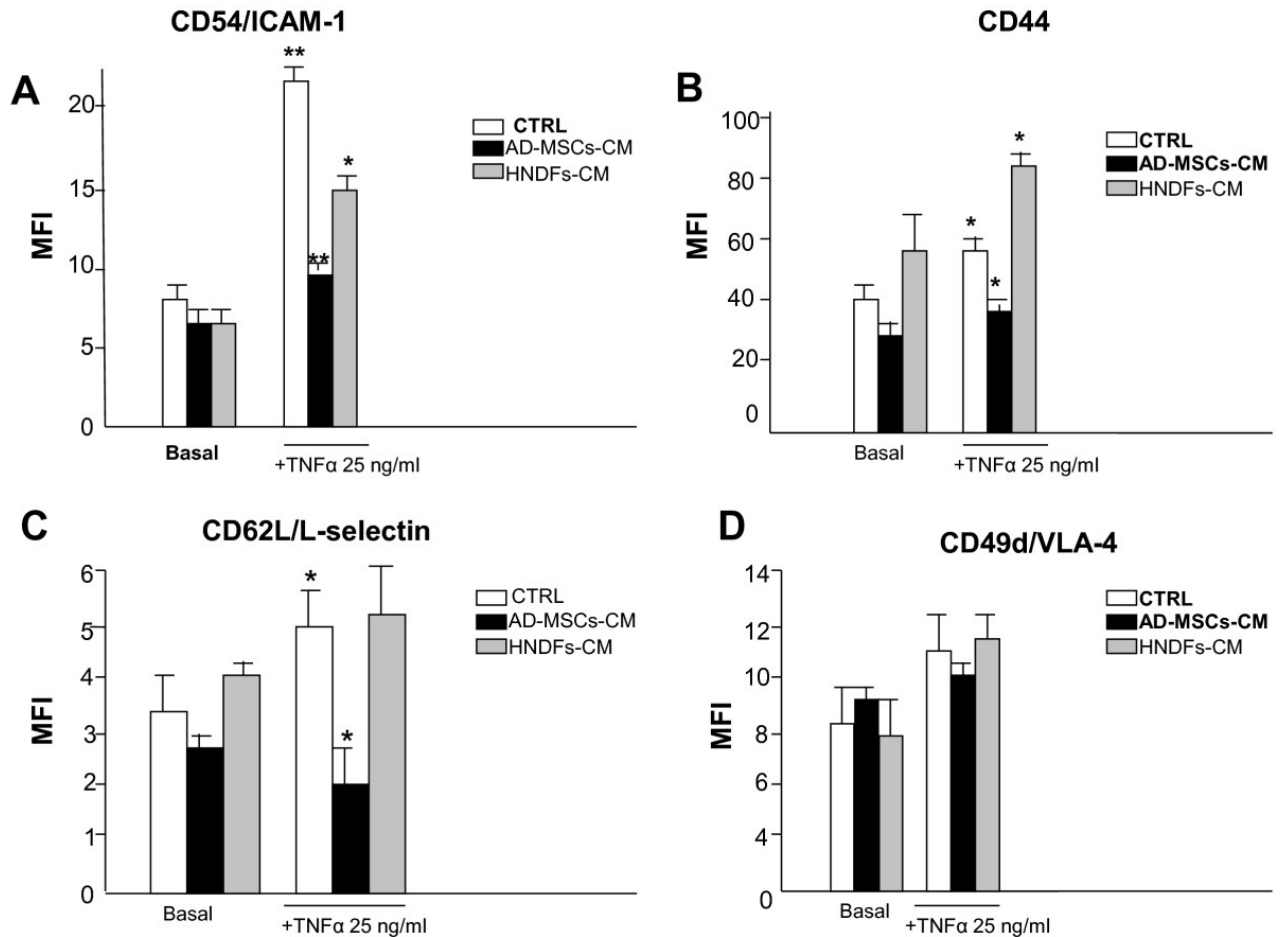 CD54/ICAM-1
CD44
A
B
**
20
15
10
5
0
MFI
**
*
CTRL
AD-MSCs-CM
HNDFs-CM
Basal
+TNFα 25 ng/ml
100
80
60
40
20
0
MFI
*
*
*
CTRL
AD-MSCs-CM
HNDFs-CM
Basal
+TNFα 25 ng/ml
C
CD62L/L-selectin
D
CD49d/VLA-4
6
5
4
3
2
1
0
MFI
*
*
CTRL
AD-MSCs-CM
HNDFs-CM
Basal
+TNFα 25 ng/ml
14
12
10
8
6
4
0
MFI
CTRL
AD-MSCs-CM
HNDFs-CM
Basal
+TNFα 25 ng/ml